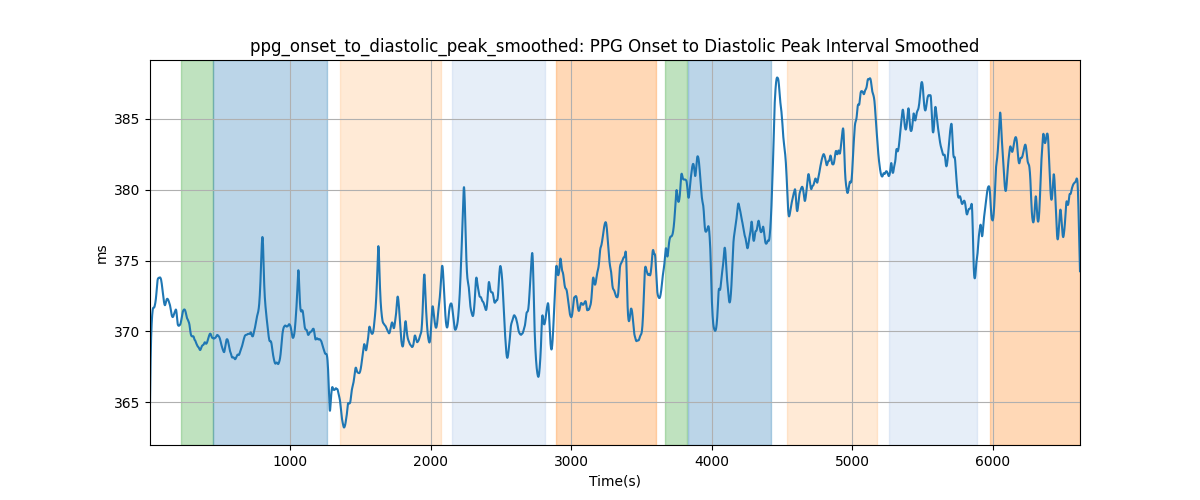 ppg_onset_to_diastolic_peak_smoothed: PPG Onset to Diastolic Peak Interval Smoothed
385
380
375
370
365
ms
1000 2000 3000 4000 5000 6000
Time(s)